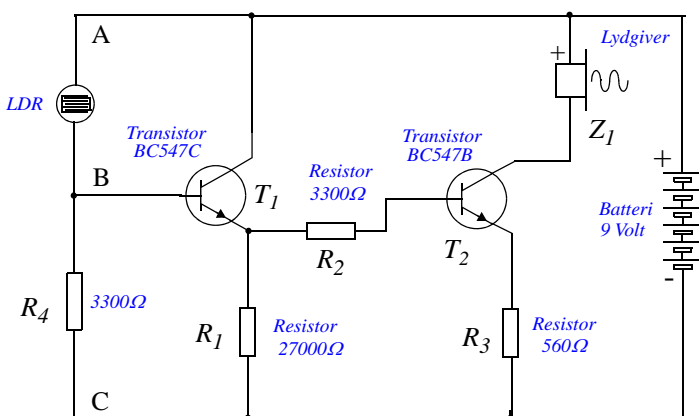 A
Lydgiver
+
LDR
Transistor
BC547C
Transistor
BC547B
Z1
Resistor
3300Ω
B
T1
+
Batteri
9 Volt
T2
R2
-
R4
3300Ω
R1
Resistor
27000Ω
R3
Resistor
560Ω
C